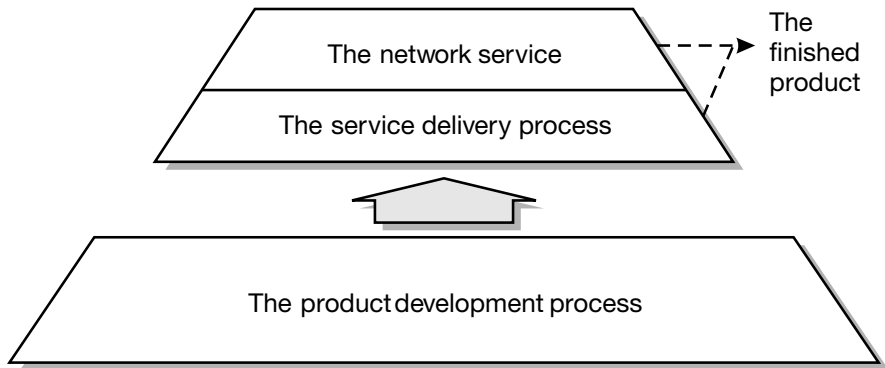 The network service
The
finished
product
The service delivery process
The product development process